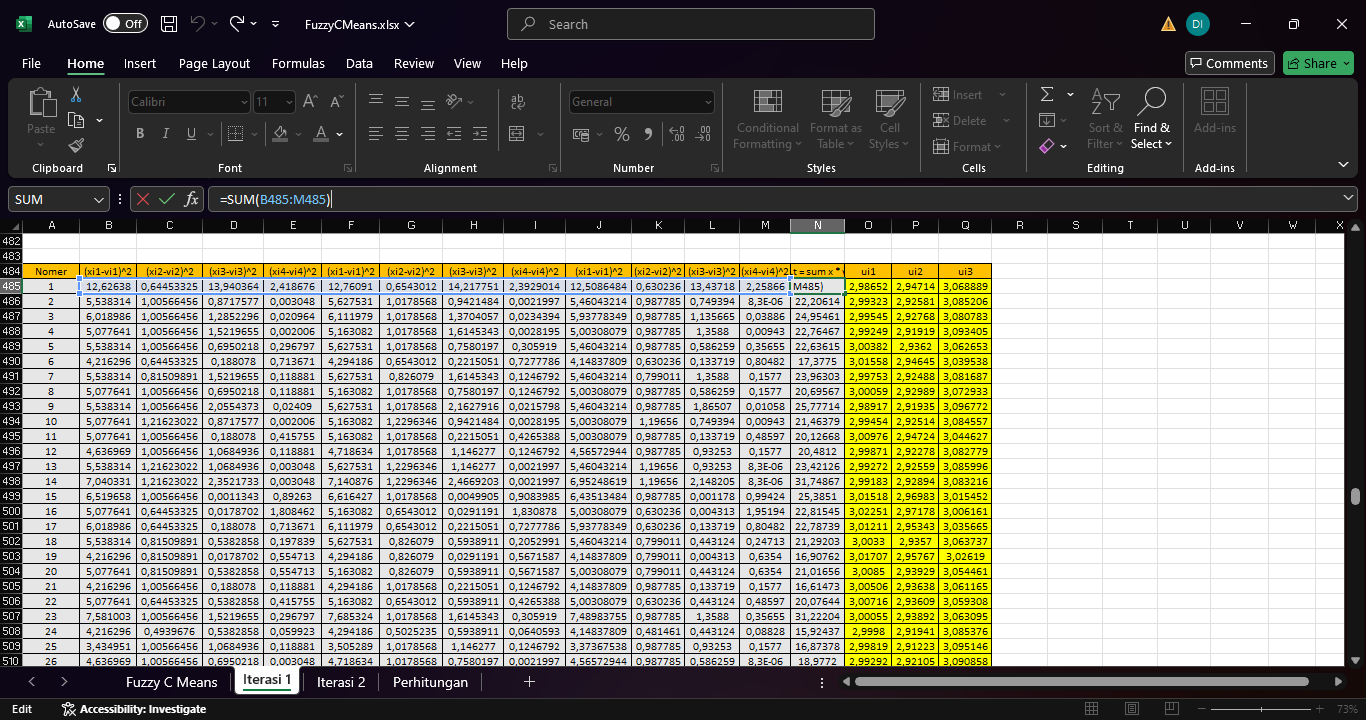 AutoSave Off FuzzyCMeans.xlsx Search DI
File Home Insert Page Layout Formulas Data Review View Help Comments Share
Paste Calibri 11 General Conditional Formatting Format as Table Cell Styles Insert Delete Format Sort & Filter Find & Select Add-ins
Clipboard Font Alignment Number Styles Cells Editing Add-ins
SUM =SUM(B485:M485)
A B C D E F G H I J K L M N O P Q R S T U V W X
482
483
484 Nomer (xi1-vi1)^2 (xi2-vi2)^2 (xi3-vi3)^2 (xi4-vi4)^2 (xi1-vi1)^2 (xi2-vi2)^2 (xi3-vi3)^2 (xi4-vi4)^2 (xi1-vi1)^2 (xi2-vi2)^2 (xi3-vi3)^2 (xi4-vi4)^2 t = sum x * ui1 ui2 ui3
485 1 12,62638 0,64453325 13,940364 2,418676 12,76091 0,6543012 14,217751 2,3929014 12,5086484 0,630236 13,43718 2,25866 M485) 2,98652 2,94714 3,068889
486 2 5,538314 1,00566456 0,8717577 0,003048 5,627531 1,0178568 0,9421484 0,0021997 5,46043214 0,987785 0,749394 8,3E-06 22,20614 2,99323 2,92581 3,085206
487 3 6,018986 1,00566456 1,2852296 0,020964 6,111979 1,0178568 1,3704057 0,0234394 5,93778349 0,987785 1,135665 0,03886 24,95461 2,99545 2,92768 3,080783
488 4 5,077641 1,00566456 1,5219655 0,002006 5,163082 1,0178568 1,6145343 0,0028195 5,00308079 0,987785 1,3588 0,00943 22,76467 2,99249 2,91919 3,093405
489 5 5,538314 1,00566456 0,6950218 0,296797 5,627531 1,0178568 0,7580197 0,305919 5,46043214 0,987785 0,586259 0,35655 22,63615 3,00382 2,9362 3,062653
490 6 4,216296 0,64453325 0,188078 0,713671 4,294186 0,6543012 0,2215051 0,7277786 4,14837809 0,630236 0,133719 0,80482 17,3775 3,01558 2,94645 3,039538
491 7 5,538314 0,81509891 1,5219655 0,118881 5,627531 0,826079 1,6145343 0,1246792 5,46043214 0,799011 1,3588 0,1577 23,96303 2,99753 2,92488 3,081687
492 8 5,077641 1,00566456 0,6950218 0,118881 5,163082 1,0178568 0,7580197 0,1246792 5,00308079 0,987785 0,586259 0,1577 20,69567 3,00059 2,92989 3,072933
493 9 5,538314 1,00566456 2,0554373 0,02409 5,627531 1,0178568 2,1627916 0,0215798 5,46043214 0,987785 1,86507 0,01058 25,77714 2,98917 2,91935 3,096772
494 10 5,077641 1,21623022 0,8717577 0,002006 5,163082 1,2296346 0,9421484 0,0028195 5,00308079 1,19656 0,749394 0,00943 21,46379 2,99454 2,92514 3,084557
495 11 5,077641 1,00566456 0,188078 0,415755 5,163082 1,0178568 0,2215051 0,4265388 5,00308079 0,987785 0,133719 0,48597 20,12668 3,00976 2,94724 3,044627
496 12 4,636969 1,00566456 1,0684936 0,118881 4,718634 1,0178568 1,146277 0,1246792 4,56572944 0,987785 0,93253 0,1577 20,4812 2,99871 2,92278 3,082779
497 13 5,538314 1,21623022 1,0684936 0,003048 5,627531 1,2296346 1,146277 0,0021997 5,46043214 1,19656 0,93253 8,3E-06 23,42126 2,99272 2,92559 3,085996
498 14 7,040331 1,21623022 2,3521733 0,003048 7,140876 1,2296346 2,4669203 0,0021997 6,95248619 1,19656 2,148205 8,3E-06 31,74867 2,99183 2,92894 3,083216
499 15 6,519658 1,00566456 0,0011343 0,89263 6,616427 1,0178568 0,0049905 0,9083985 6,43513484 0,987785 0,001178 0,99424 25,3851 3,01518 2,96983 3,015452
500 16 5,077641 0,64453325 0,0178702 1,808462 5,163082 0,6543012 0,0291191 1,830878 5,00308079 0,630236 0,004313 1,95194 22,81545 3,02251 2,97178 3,006161
501 17 6,018986 0,64453325 0,188078 0,713671 6,111979 0,6543012 0,2215051 0,7277786 5,93778349 0,630236 0,133719 0,80482 22,78739 3,01211 2,95343 3,035665
502 18 5,538314 0,81509891 0,5382858 0,197839 5,627531 0,826079 0,5938911 0,2052991 5,46043214 0,799011 0,443124 0,24713 21,29203 3,0033 2,9357 3,063737
503 19 4,216296 0,81509891 0,0178702 0,554713 4,294186 0,826079 0,0291191 0,5671587 4,14837809 0,799011 0,004313 0,6354 16,90762 3,01707 2,95767 3,02619
504 20 5,077641 0,81509891 0,5382858 0,554713 5,163082 0,826079 0,5938911 0,5671587 5,00308079 0,799011 0,443124 0,6354 21,01656 3,0085 2,93929 3,054461
505 21 4,216296 1,00566456 0,188078 0,118881 4,294186 1,0178568 0,2215051 0,1246792 4,14837809 0,987785 0,133719 0,1577 16,61473 3,00506 2,93638 3,061165
506 22 5,077641 0,64453325 0,5382858 0,415755 5,163082 0,6543012 0,5938911 0,4265388 5,00308079 0,630236 0,443124 0,48597 20,07644 3,00716 2,93609 3,059308
507 23 7,581003 1,00566456 1,5219655 0,296797 7,685324 1,0178568 1,6145343 0,305919 7,48983755 0,987785 1,3588 0,35655 31,22204 3,00055 2,93892 3,063095
508 24 4,216296 0,4939676 0,5382858 0,059923 4,294186 0,5025235 0,5938911 0,0640593 4,14837809 0,481461 0,443124 0,08828 15,92437 2,9998 2,91941 3,085376
509 25 3,434951 1,00566456 1,0684936 0,118881 3,505289 1,0178568 1,146277 0,1246792 3,37367538 0,987785 0,93253 0,1577 16,87378 2,99819 2,91223 3,095146
510 26 4,636969 1,00566456 0,6950218 0,003048 4,718634 1,0178568 0,7580197 0,0021997 4,56572944 0,987785 0,586259 8,3E-06 18,9772 2,99292 2,92105 3,090858
Fuzzy C Means Iterasi 1 Iterasi 2 Perhitungan
Edit Accessibility: Investigate 73%